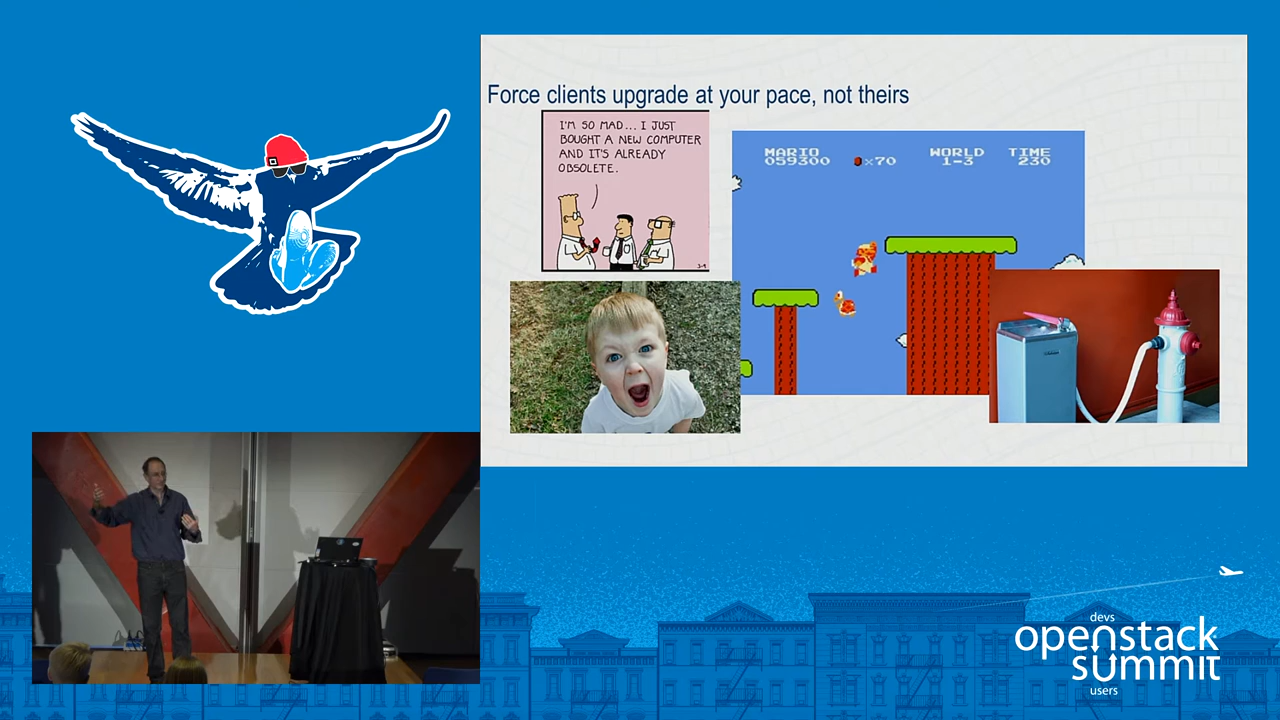 Force clients upgrade at your pace, not theirs
I'M SO MAD... I JUST
BOUGHT A NEW COMPUTER
AND IT'S ALREADY
OBSOLETE.
MARIO
059300
×70
WORLD
1-3
TIME
230
devs
openstack
summit
users